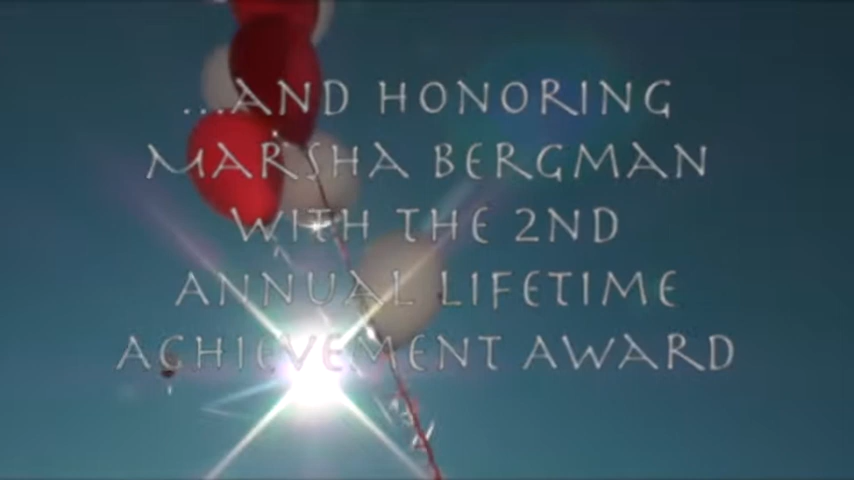 ...AND HONORING
MARSHA BERGMAN
WITH THE 2ND
ANNUAL LIFETIME
ACHIEVEMENT AWARD